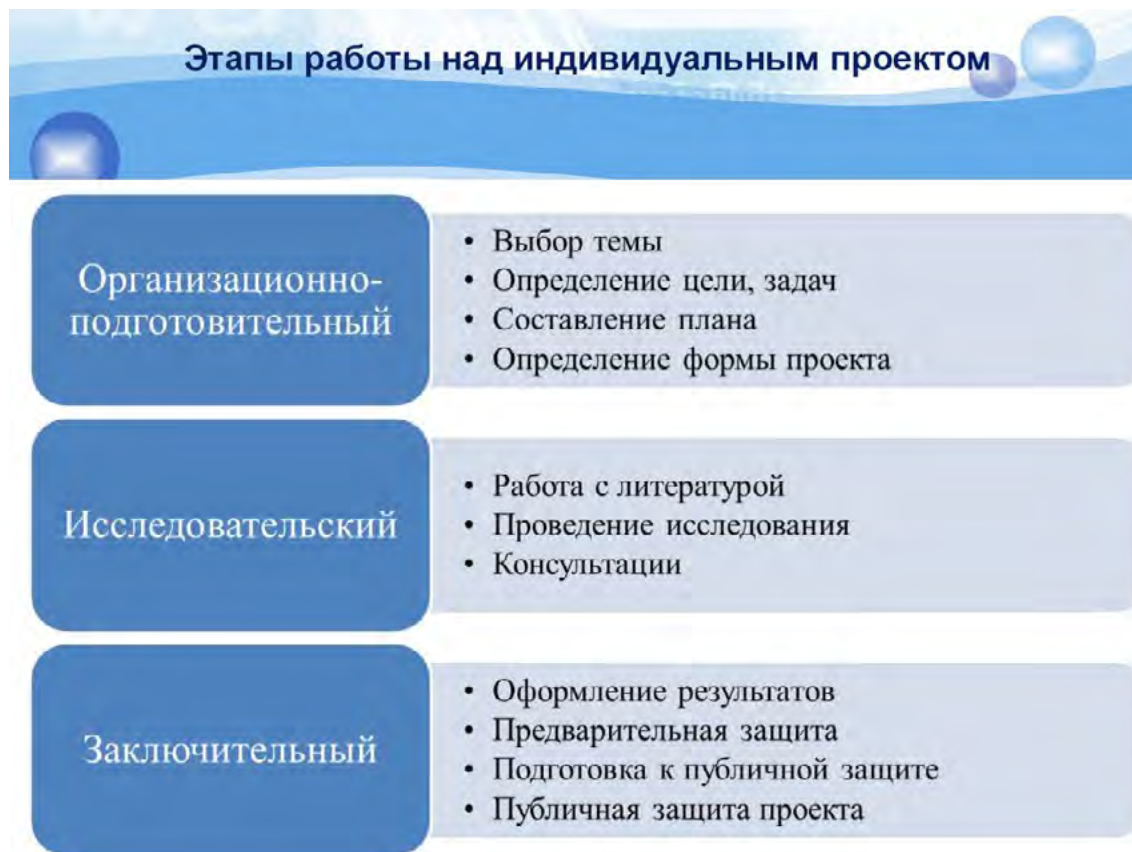 Этапы работы над индивидуальным проектом
Организационно-
подготовительный
• Выбор темы
• Определение цели, задач
• Составление плана
• Определение формы проекта
Исследовательский
• Работа с литературой
• Проведение исследования
• Консультации
Заключительный
• Оформление результатов
• Предварительная защита
• Подготовка к публичной защите
• Публичная защита проекта